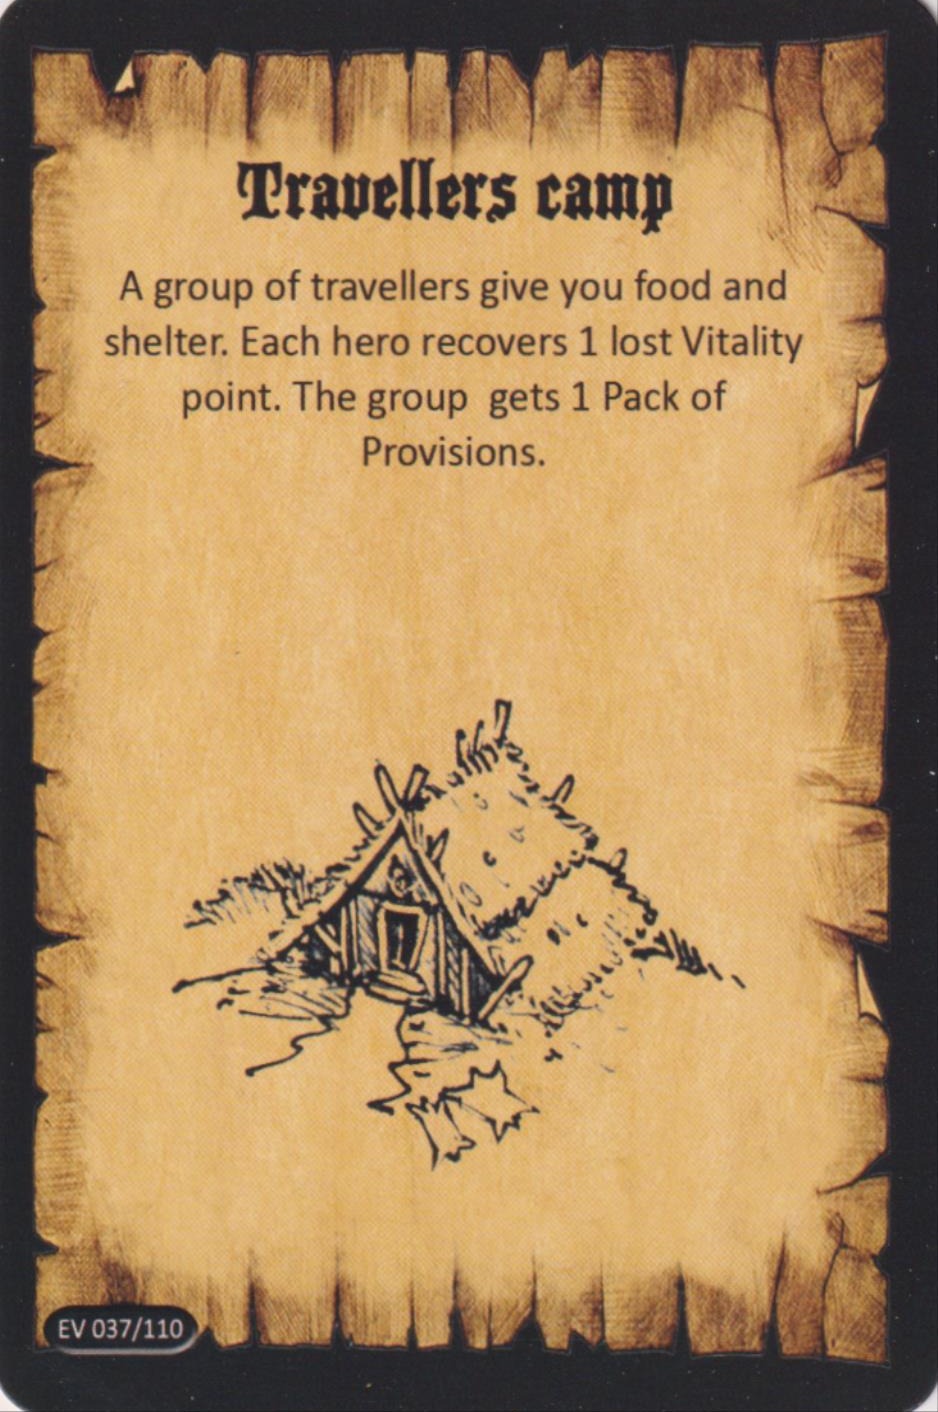 Travellers camp
A group of travellers give you food and
shelter. Each hero recovers 1 lost Vitality
point. The group  gets 1 Pack of
Provisions.
EV 037/110